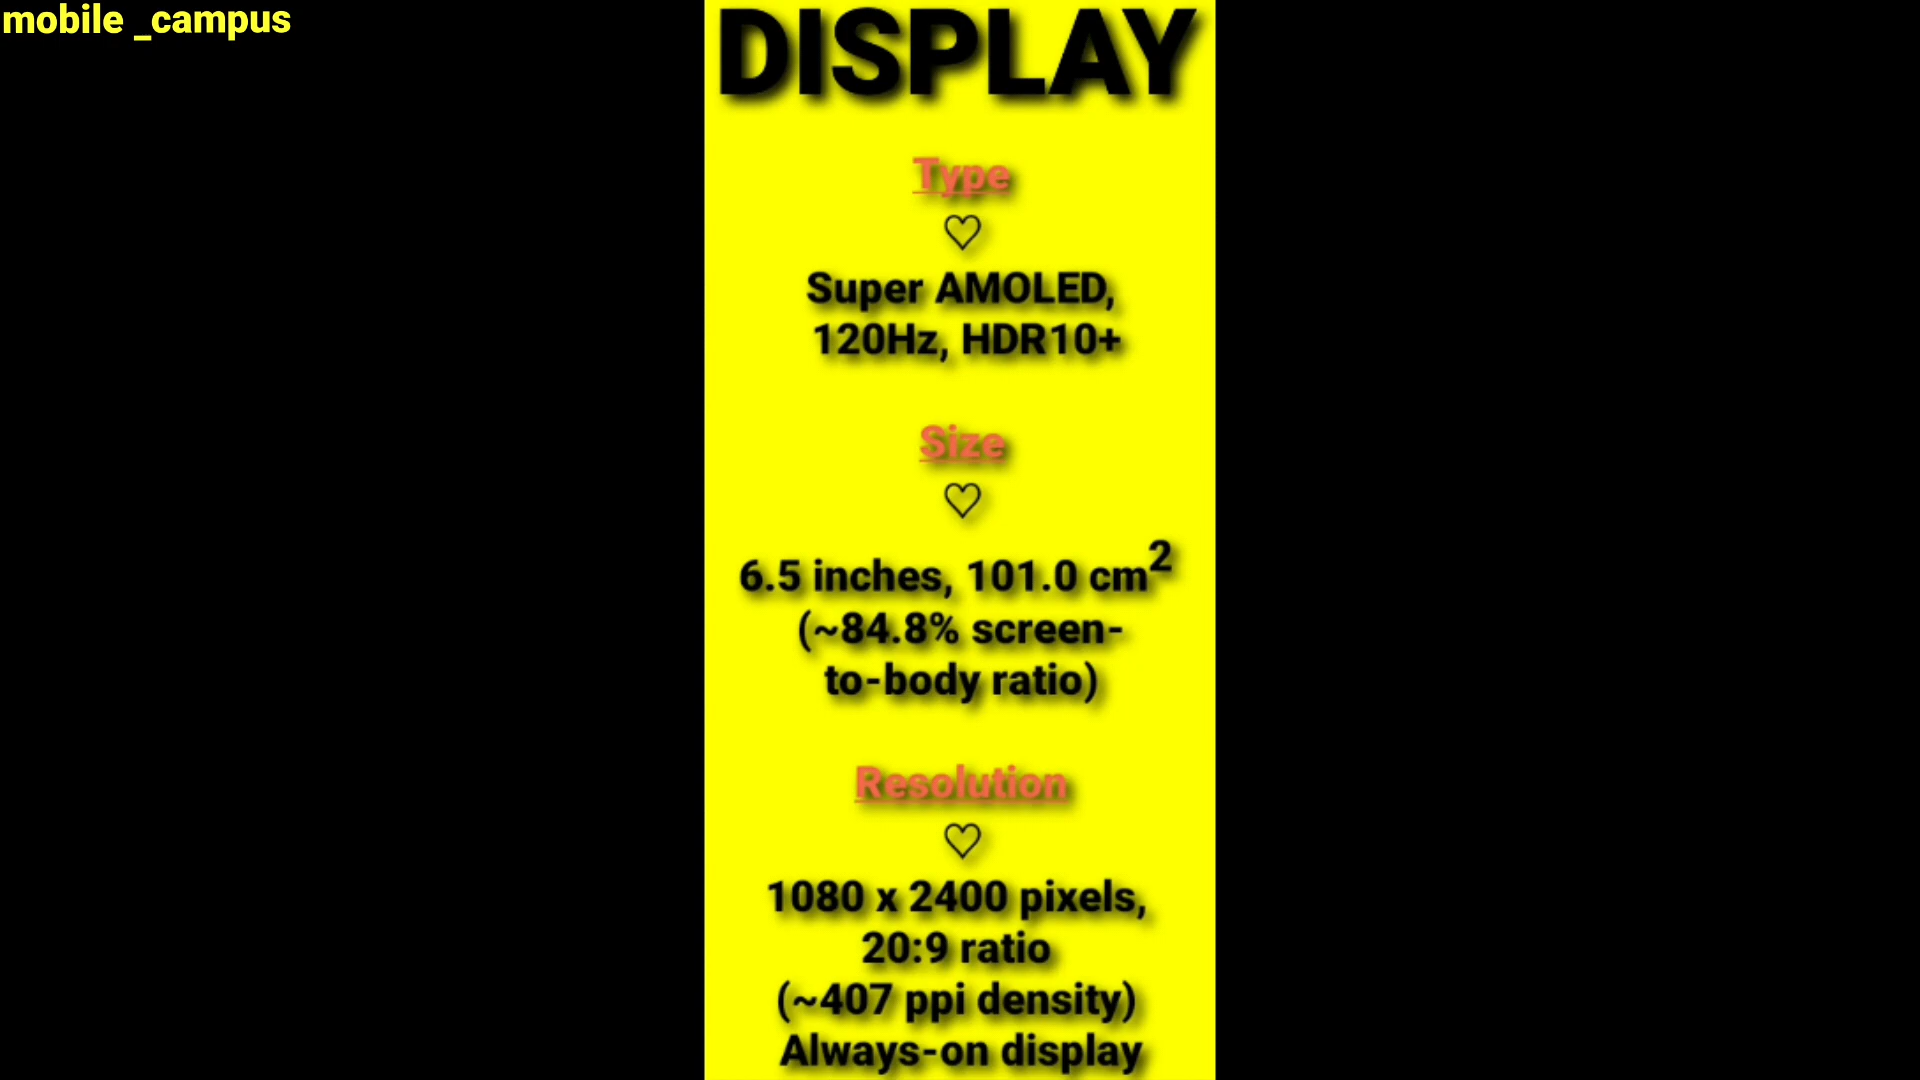 mobile _campus
DISPLAY
Type
♡
Super AMOLED,
120Hz, HDR10+
Size
♡
6.5 inches, 101.0 cm²
(~84.8% screen-
to-body ratio)
Resolution
♡
1080 x 2400 pixels,
20:9 ratio
(~407 ppi density)
Always-on display